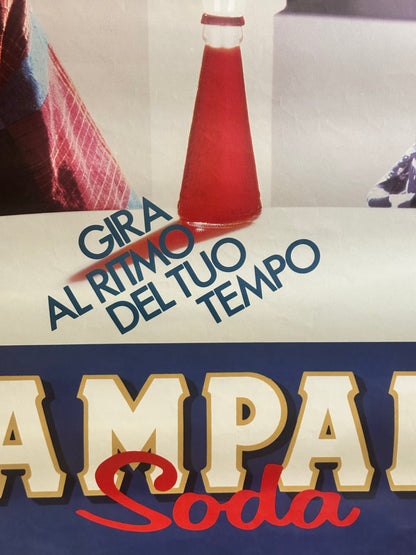 GIRA
AL RITMO
DEL TUO
TEMPO
AMPA
Soda